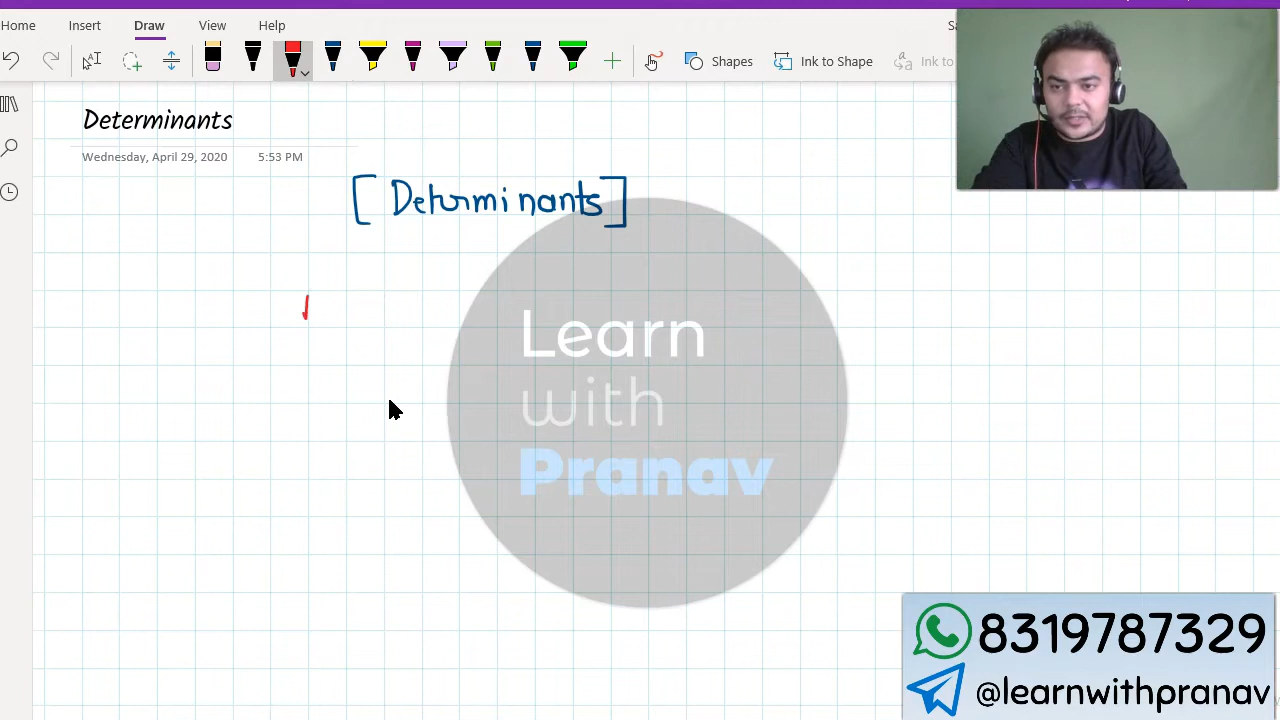 Home Insert Draw View Help
Shapes Ink to Shape Ink to
Determinants
Wednesday, April 29, 2020 5:53 PM
[Determinants]
Learn
with
Pranav
8319787329
@learnwithpranav